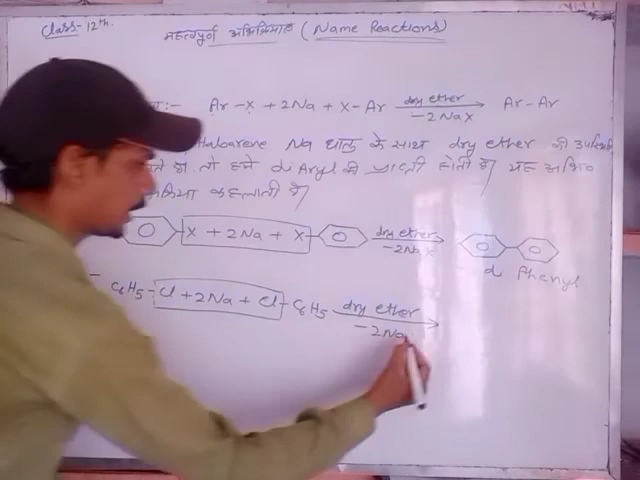 Class-12th.
महत्वपूर्ण अभिक्रियाऐं (Name Reactions)
:- Ar-X + 2Na + X-Ar dry ether Ar-Ar
-2NaX
Haloarene Na धातु के साथ dry ether की
तो हमे di Aryl की प्राप्ती होती है। यह
कहलाती है।
X + 2Na + X dry ether
-2NaX
di Phenyl
C6H5-Cl + 2Na + Cl-C6H5 dry ether
-2Na